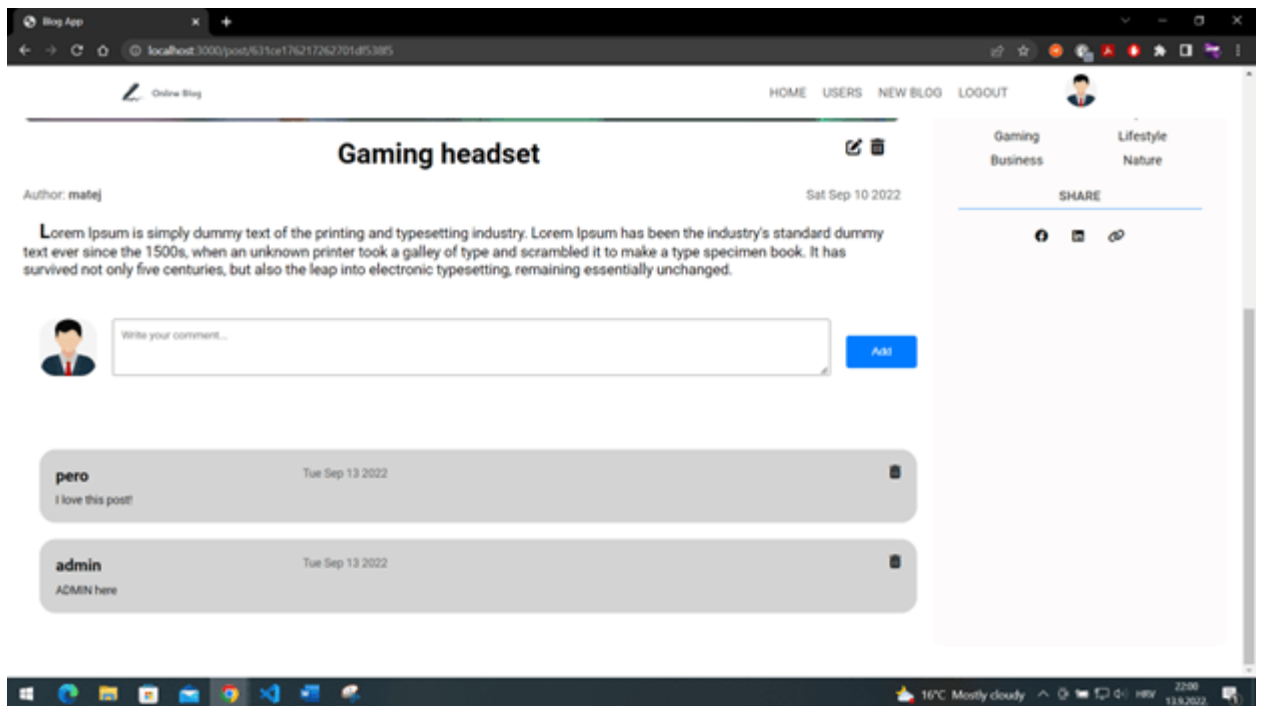 Blog App
localhost:3000/post/631ce176217262701df538f5
Online Blog
HOME USERS NEW BLOG LOGOUT
Gaming headset
Author: matej
Sat Sep 10 2022
Lorem Ipsum is simply dummy text of the printing and typesetting industry. Lorem Ipsum has been the industry's standard dummy
text ever since the 1500s, when an unknown printer took a galley of type and scrambled it to make a type specimen book. It has
survived not only five centuries, but also the leap into electronic typesetting, remaining essentially unchanged.
Write your comment...
Add
pero
Tue Sep 13 2022
I love this post!
admin
Tue Sep 13 2022
ADMIN here
Gaming Lifestyle
Business Nature
SHARE
16°C Mostly cloudy
HRV
22:00
13.9.2022.